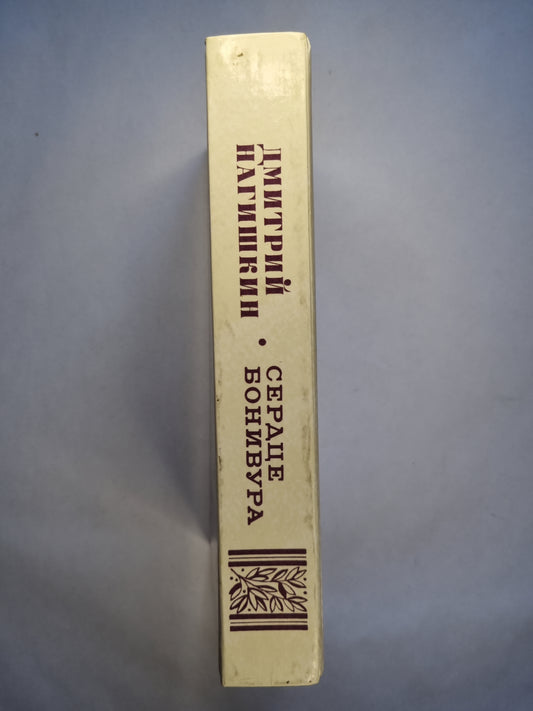 ДМИТРИЙ
НАГИШКИН
•
СЕРДЦЕ
БОНИВУРА